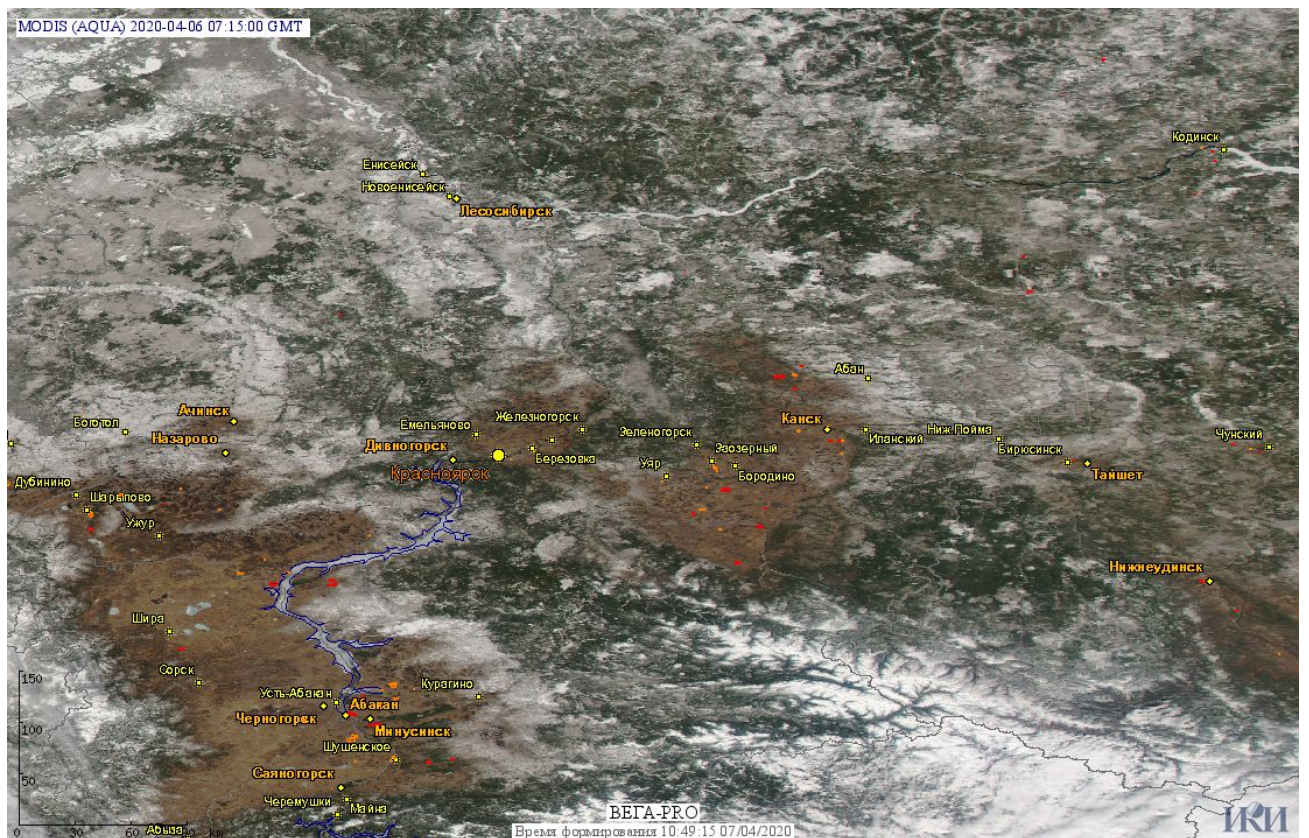 MODIS (AQUA) 2020-04-06 07:15:00 GMT
Кодинск
Енисейск
Новоенисейск
Лесосибирск
Абан
Ачинск
Боготол
Назарово
Емельяново
Железногорск
Канск
Дивногорск
Березовка
Красноярск
Зеленогорск
Заозерный
Уяр
Бородино
Иланский
Ниж.Пойма
Бирюсинск
Тайшет
Чунский
Дубинино
Шарыпово
Ужур
Нижнеудинск
Шира
Сорск
Усть-Абакан
Курагино
Абакан
Черногорск
Минусинск
Шушенское
Саяногорск
Черемушки
Майна
Абаза
150
100
50
0 30 60 км
ВЕГА-PRO
Время формирования 10:49:15 07/04/2020
ИКИ